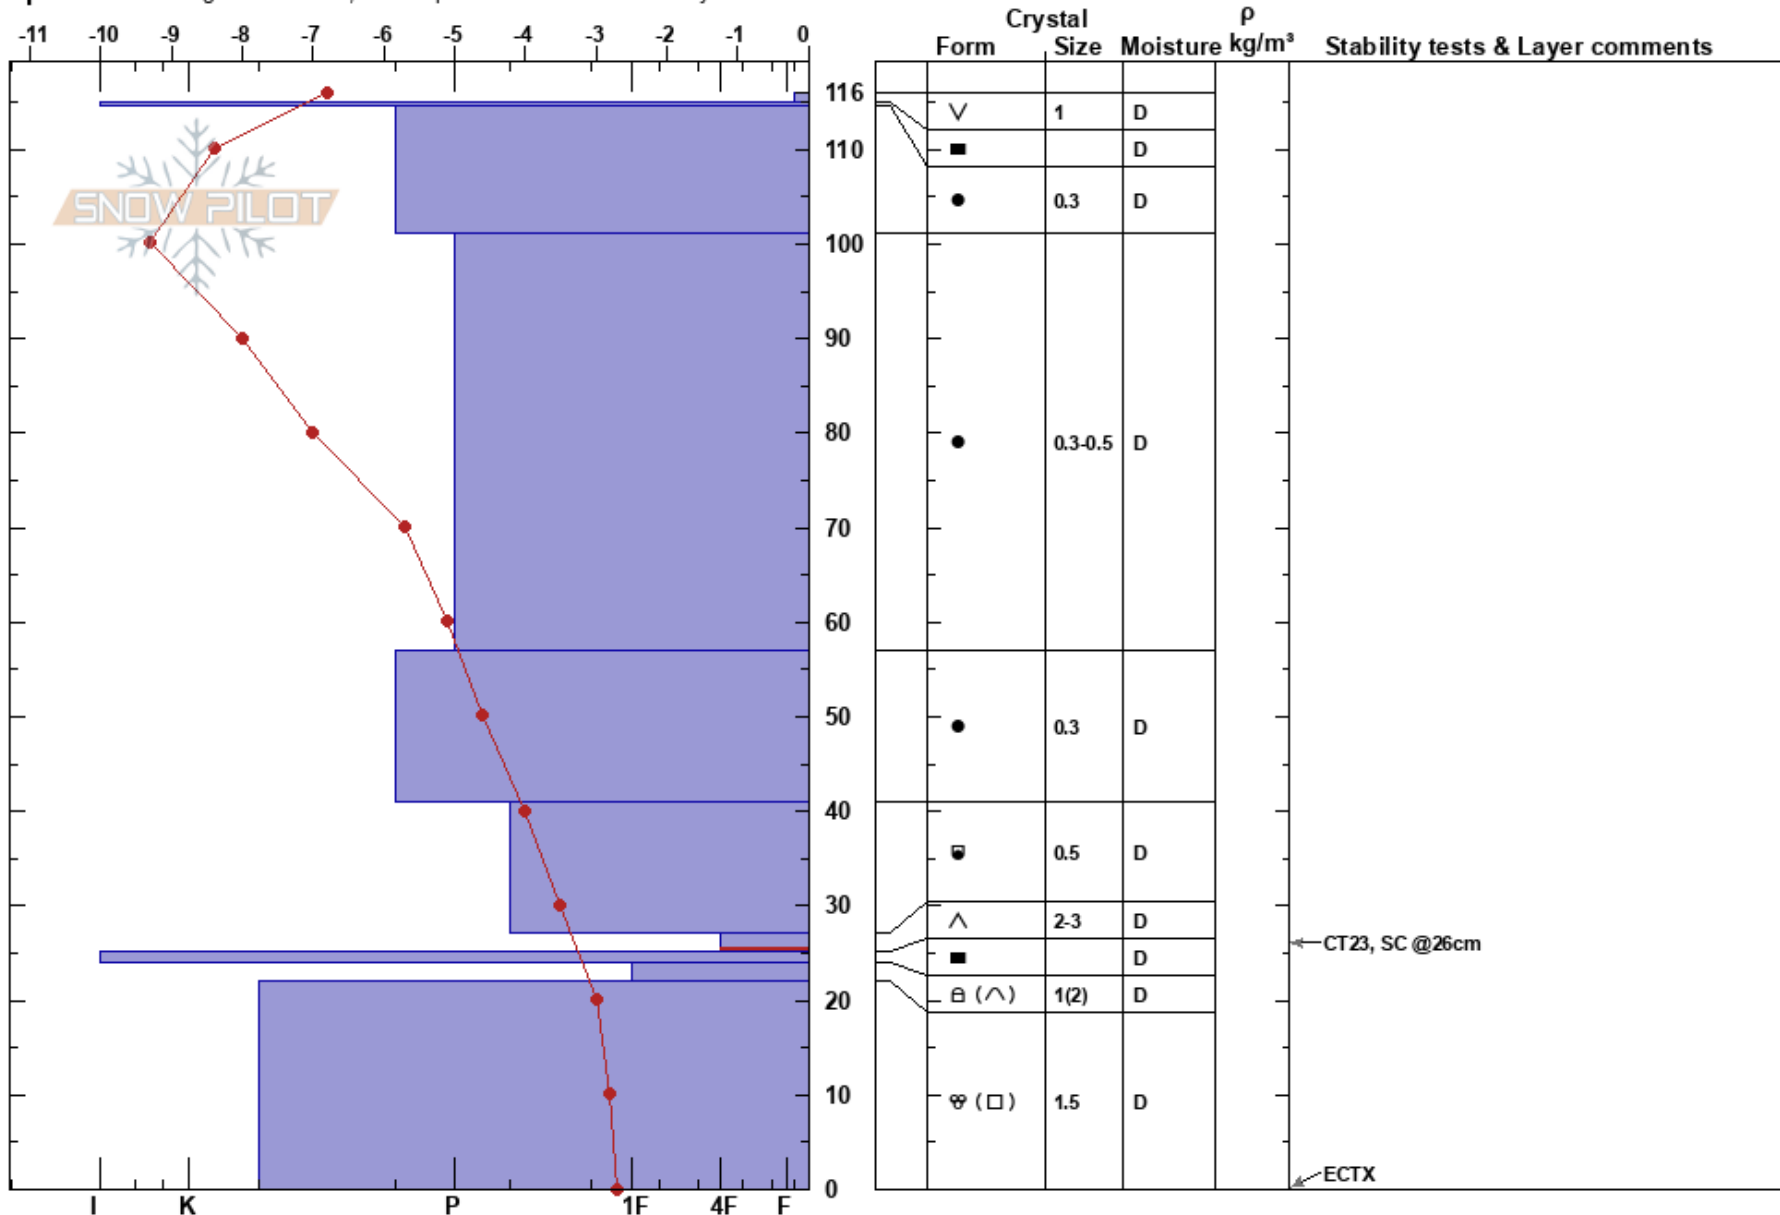 Crystal ρ
Form Size Moisture kg/m³ Stability tests & Layer comments
-11 -10 -9 -8 -7 -6 -5 -4 -3 -2 -1 0
116
1 D
110
D
SNOW PILOT
0.3 D
100
90
80
0.3-0.5 D
70
60
50
0.3 D
40
0.5 D
30
2-3 D
CT23, SC @26cm
D
20
1(2) D
10
1.5 D
ECTX
0
I K P 1F 4F F